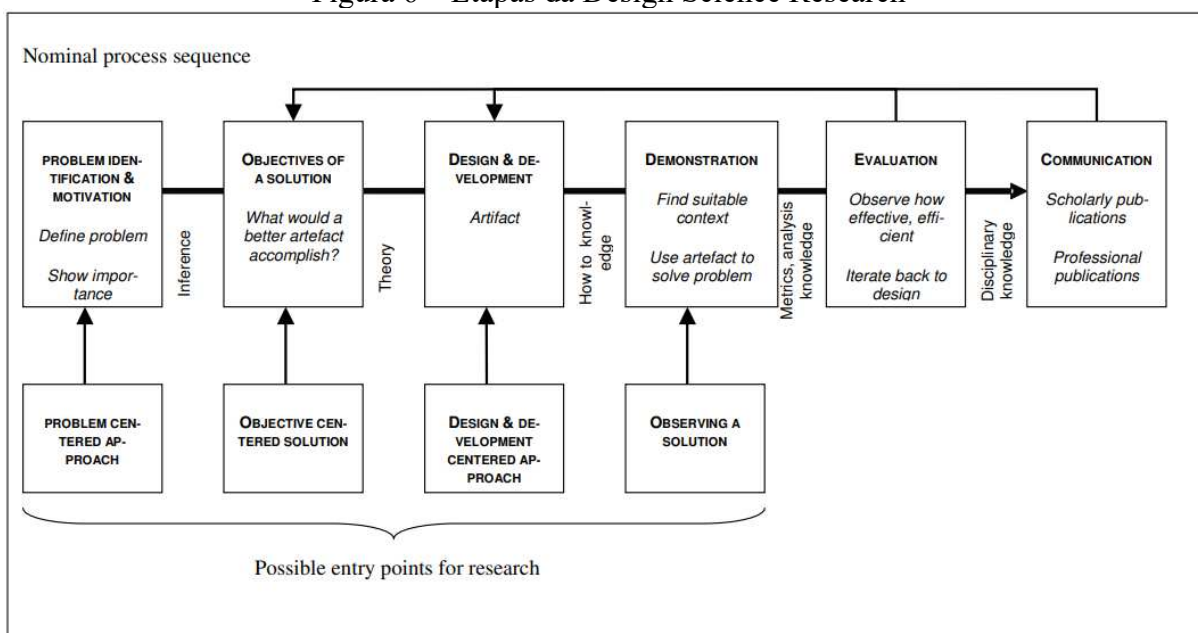 Figura 6 – Etapas da Design Science Research
Nominal process sequence
PROBLEM IDEN-
TIFICATION &
MOTIVATION
Define problem
Show impor-
tance
Inference
OBJECTIVES OF
A SOLUTION
What would a
better artefact
accomplish?
Theory
DESIGN & DE-
VELOPMENT
Artifact
How to knowl-
edge
DEMONSTRATION
Find suitable
context
Use artefact to
solve problem
Metrics, analysis
knowledge
EVALUATION
Observe how
effective, effi-
cient
Iterate back to
design
Disciplinary
knowledge
COMMUNICATION
Scholarly pub-
lications
Professional
publications
PROBLEM CEN-
TERED AP-
PROACH
OBJECTIVE CEN-
TERED SOLUTION
DESIGN & DE-
VELOPMENT
CENTERED AP-
PROACH
OBSERVING A
SOLUTION
Possible entry points for research